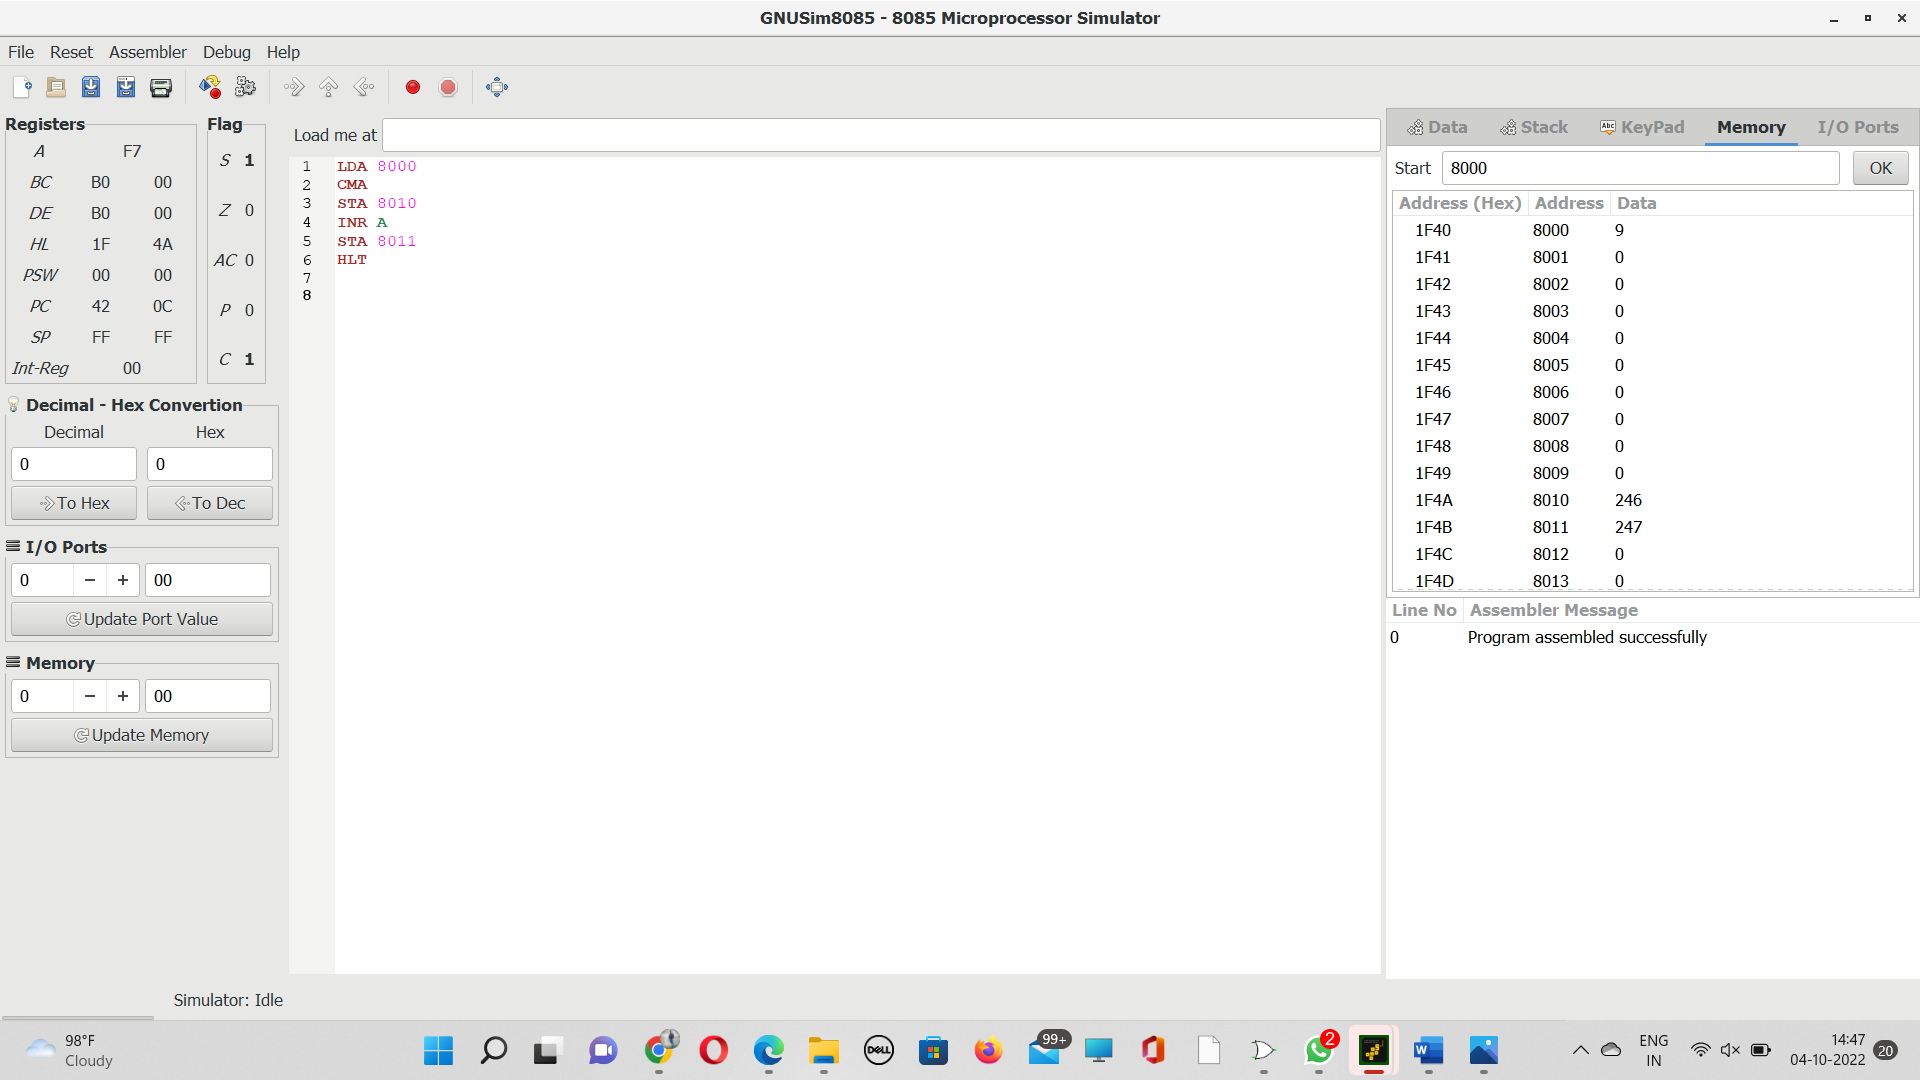 GNUSim8085 - 8085 Microprocessor Simulator
File Reset Assembler Debug Help
Registers
A F7
BC B0 00
DE B0 00
HL 1F 4A
PSW 00 00
PC 42 0C
SP FF FF
Int-Reg 00
Flag
S 1
Z 0
AC 0
P 0
C 1
Decimal - Hex Convertion
Decimal Hex
0 0
To Hex To Dec
I/O Ports
0 − + 00
Update Port Value
Memory
0 − + 00
Update Memory
Load me at
1 LDA 8000
2 CMA
3 STA 8010
4 INR A
5 STA 8011
6 HLT
7
8
Data Stack Abc KeyPad Memory I/O Ports
Start 8000 OK
Address (Hex) Address Data
1F40 8000 9
1F41 8001 0
1F42 8002 0
1F43 8003 0
1F44 8004 0
1F45 8005 0
1F46 8006 0
1F47 8007 0
1F48 8008 0
1F49 8009 0
1F4A 8010 246
1F4B 8011 247
1F4C 8012 0
1F4D 8013 0
Line No Assembler Message
0 Program assembled successfully
Simulator: Idle
98°F
Cloudy
DELL
99+
2
W
ENG
IN
14:47
04-10-2022
20